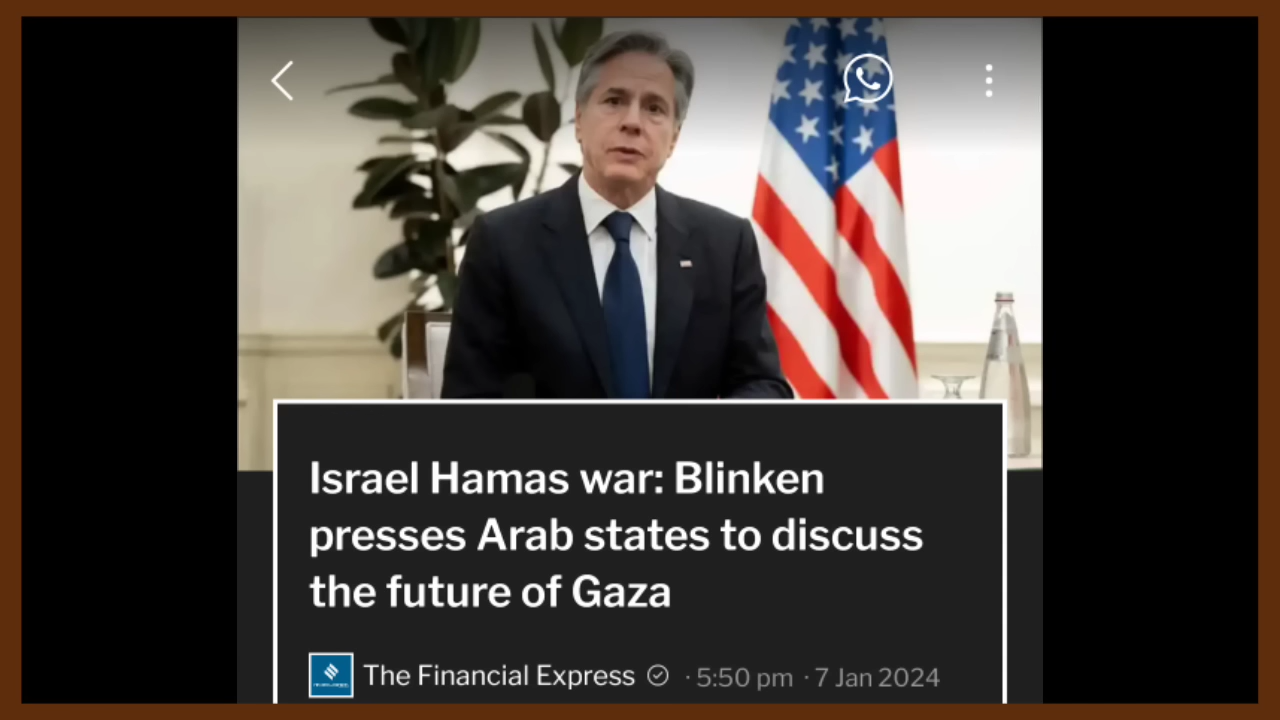 Israel Hamas war: Blinken
presses Arab states to discuss
the future of Gaza
The Financial Express · 5:50 pm · 7 Jan 2024